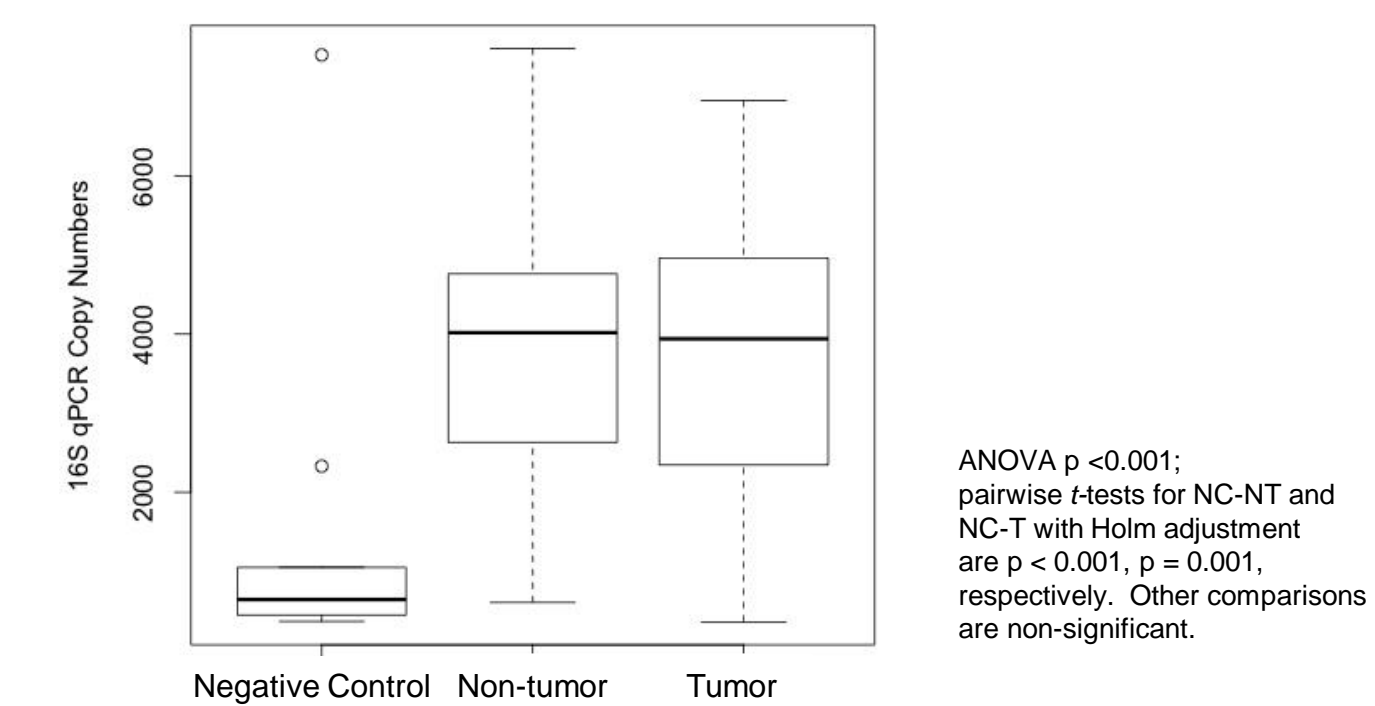 16S qPCR Copy Numbers
6000
4000
2000
Negative Control
Non-tumor
Tumor
ANOVA p <0.001;
pairwise t-tests for NC-NT and
NC-T with Holm adjustment
are p < 0.001, p = 0.001,
respectively.  Other comparisons
are non-significant.